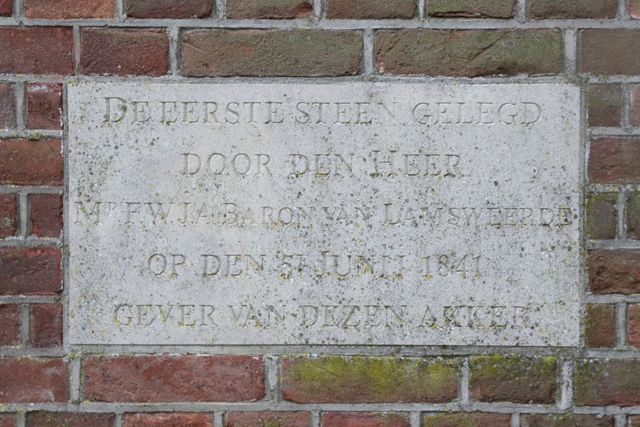 DE EERSTE STEEN GELEGD
DOOR DEN HEER
MR F.W.J.A. BARON VAN LAMSWEERDE
OP DEN 5N JUNIJ 1841
GEVER VAN DEZEN AKKER.